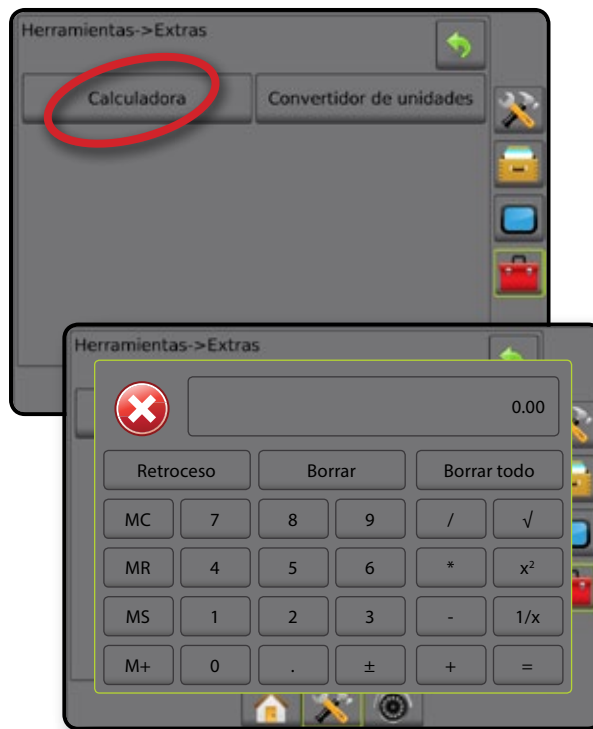 Herramientas->Extras
Calculadora Convertidor de unidades
Herramientas->Extras
0.00
Retroceso Borrar Borrar todo
MC 7 8 9 / √
MR 4 5 6 * x²
MS 1 2 3 - 1/x
M+ 0 . ± + =